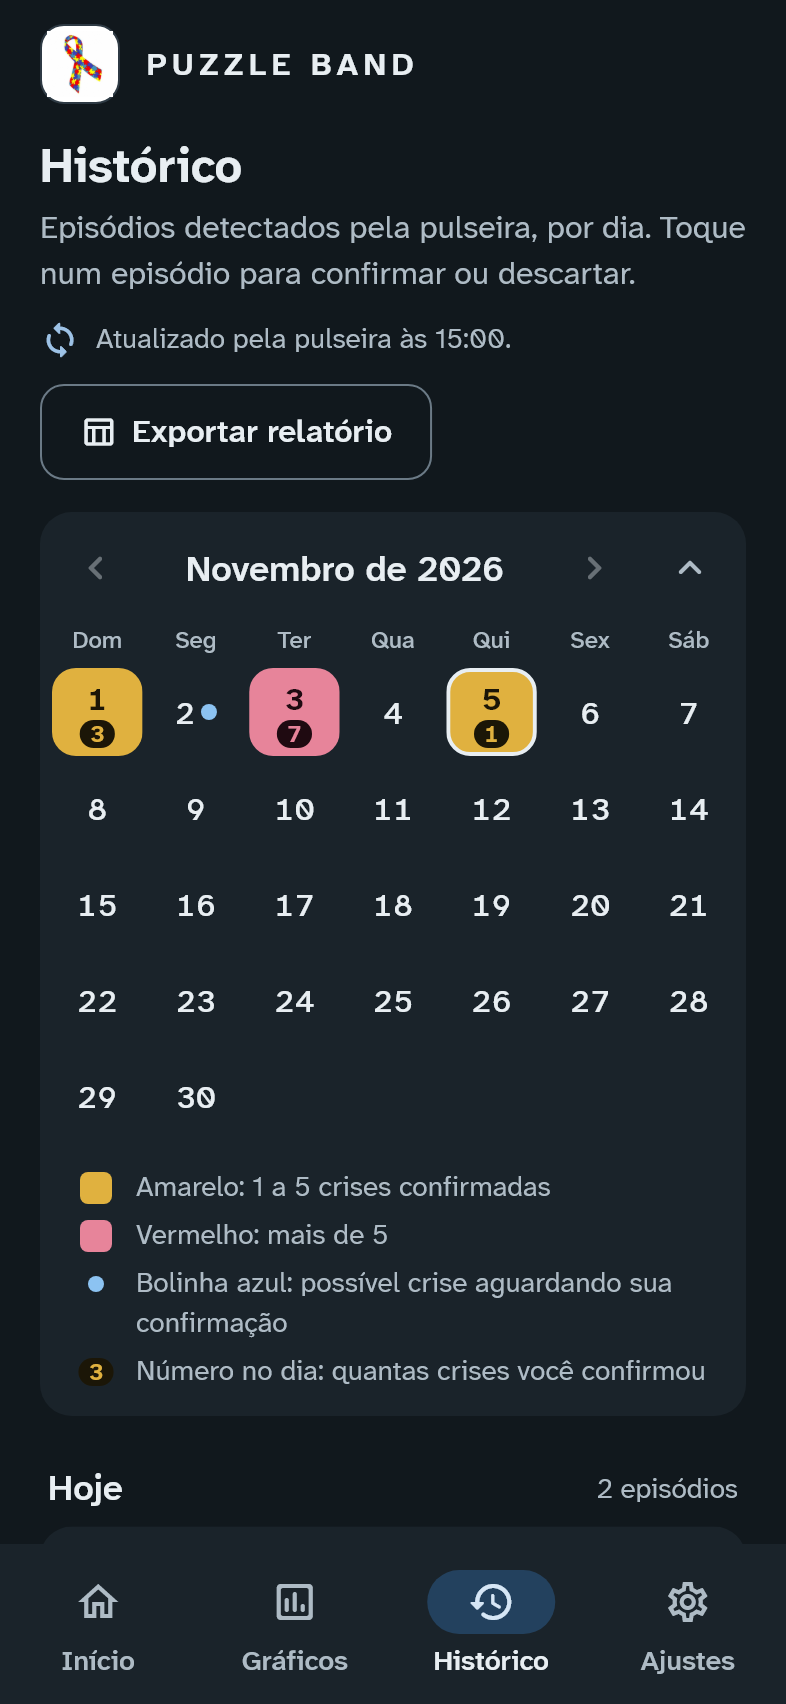 PUZZLE BAND
Histórico
Episódios detectados pela pulseira, por dia. Toque
num episódio para confirmar ou descartar.
Atualizado pela pulseira às 15:00.
Exportar relatório
Novembro de 2026
Dom Seg Ter Qua Qui Sex Sáb
1 2 3 4 5 6 7
3 7 1
8 9 10 11 12 13 14
15 16 17 18 19 20 21
22 23 24 25 26 27 28
29 30
Amarelo: 1 a 5 crises confirmadas
Vermelho: mais de 5
Bolinha azul: possível crise aguardando sua
confirmação
3 Número no dia: quantas crises você confirmou
Hoje 2 episódios
Início Gráficos Histórico Ajustes